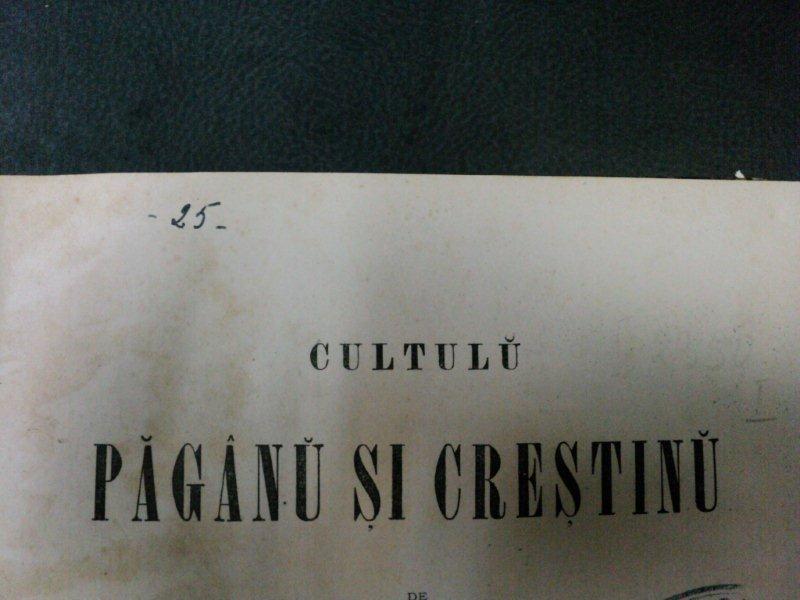 - 25 -
CULTULŬ
PĂGÂNŬ ȘI CREȘTINŬ
DE